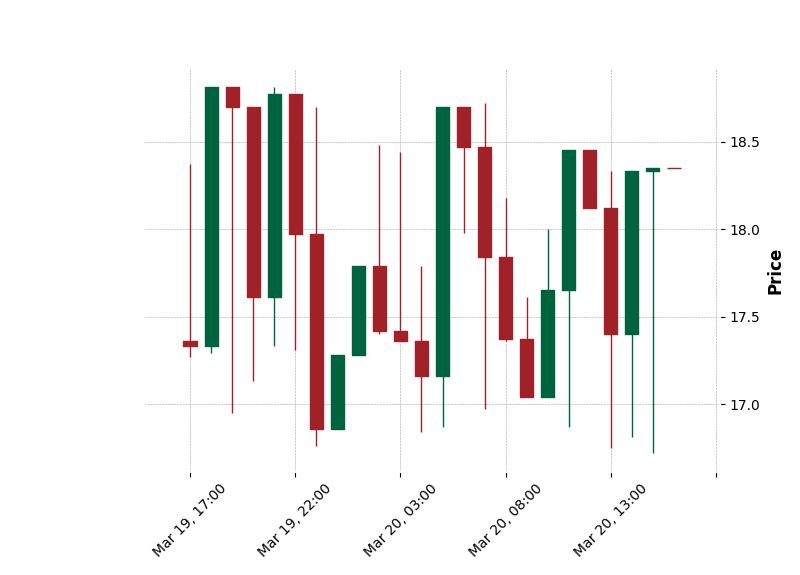 18.5
18.0
17.5
17.0
Price
Mar 19, 17:00
Mar 19, 22:00
Mar 20, 03:00
Mar 20, 08:00
Mar 20, 13:00